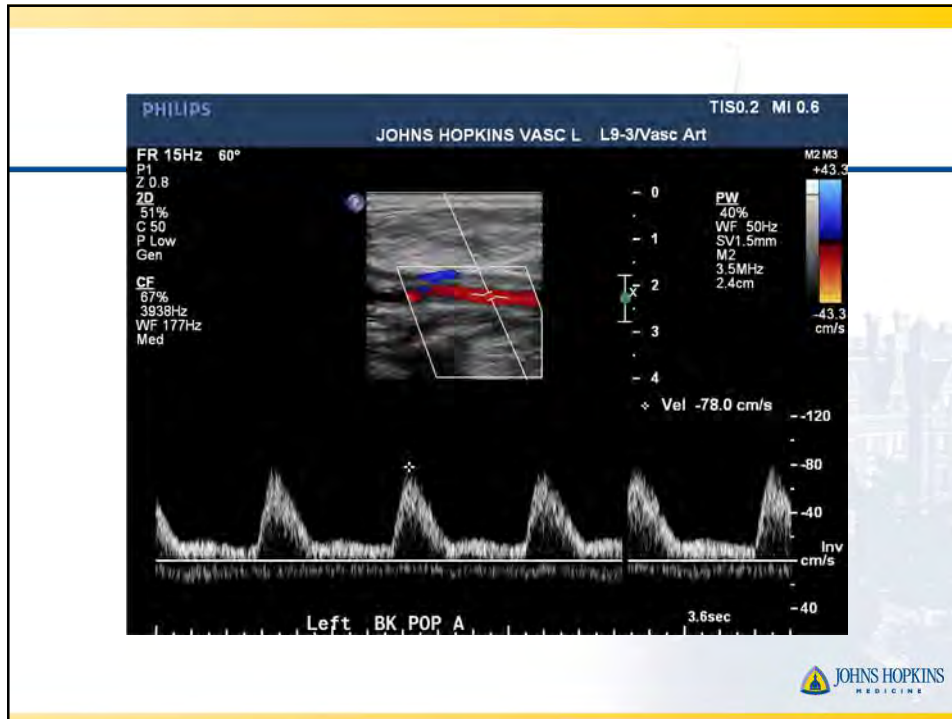 PHILIPS
TIS0.2 MI 0.6
JOHNS HOPKINS VASC L L9-3/Vasc Art
FR 15Hz 60°
P1
Z 0.8
2D
51%
C 50
P Low
Gen
CF
67%
3938Hz
WF 177Hz
Med
0
1
X
2
3
4
PW
40%
WF 50Hz
SV1.5mm
M2
3.5MHz
2.4cm
M2 M3
+43.3
-43.3
cm/s
Vel -78.0 cm/s
-120
-80
-40
Inv
cm/s
-40
3.6sec
Left BK POP A
JOHNS HOPKINS
MEDICINE